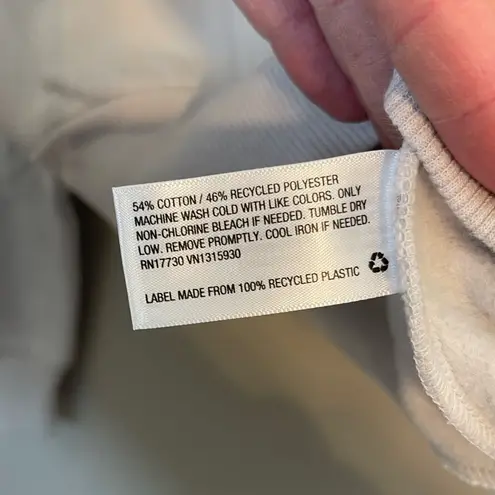 54% COTTON / 46% RECYCLED POLYESTER
MACHINE WASH COLD WITH LIKE COLORS. ONLY
NON-CHLORINE BLEACH IF NEEDED. TUMBLE DRY
LOW. REMOVE PROMPTLY. COOL IRON IF NEEDED.
RN17730 VN1315930
LABEL MADE FROM 100% RECYCLED PLASTIC